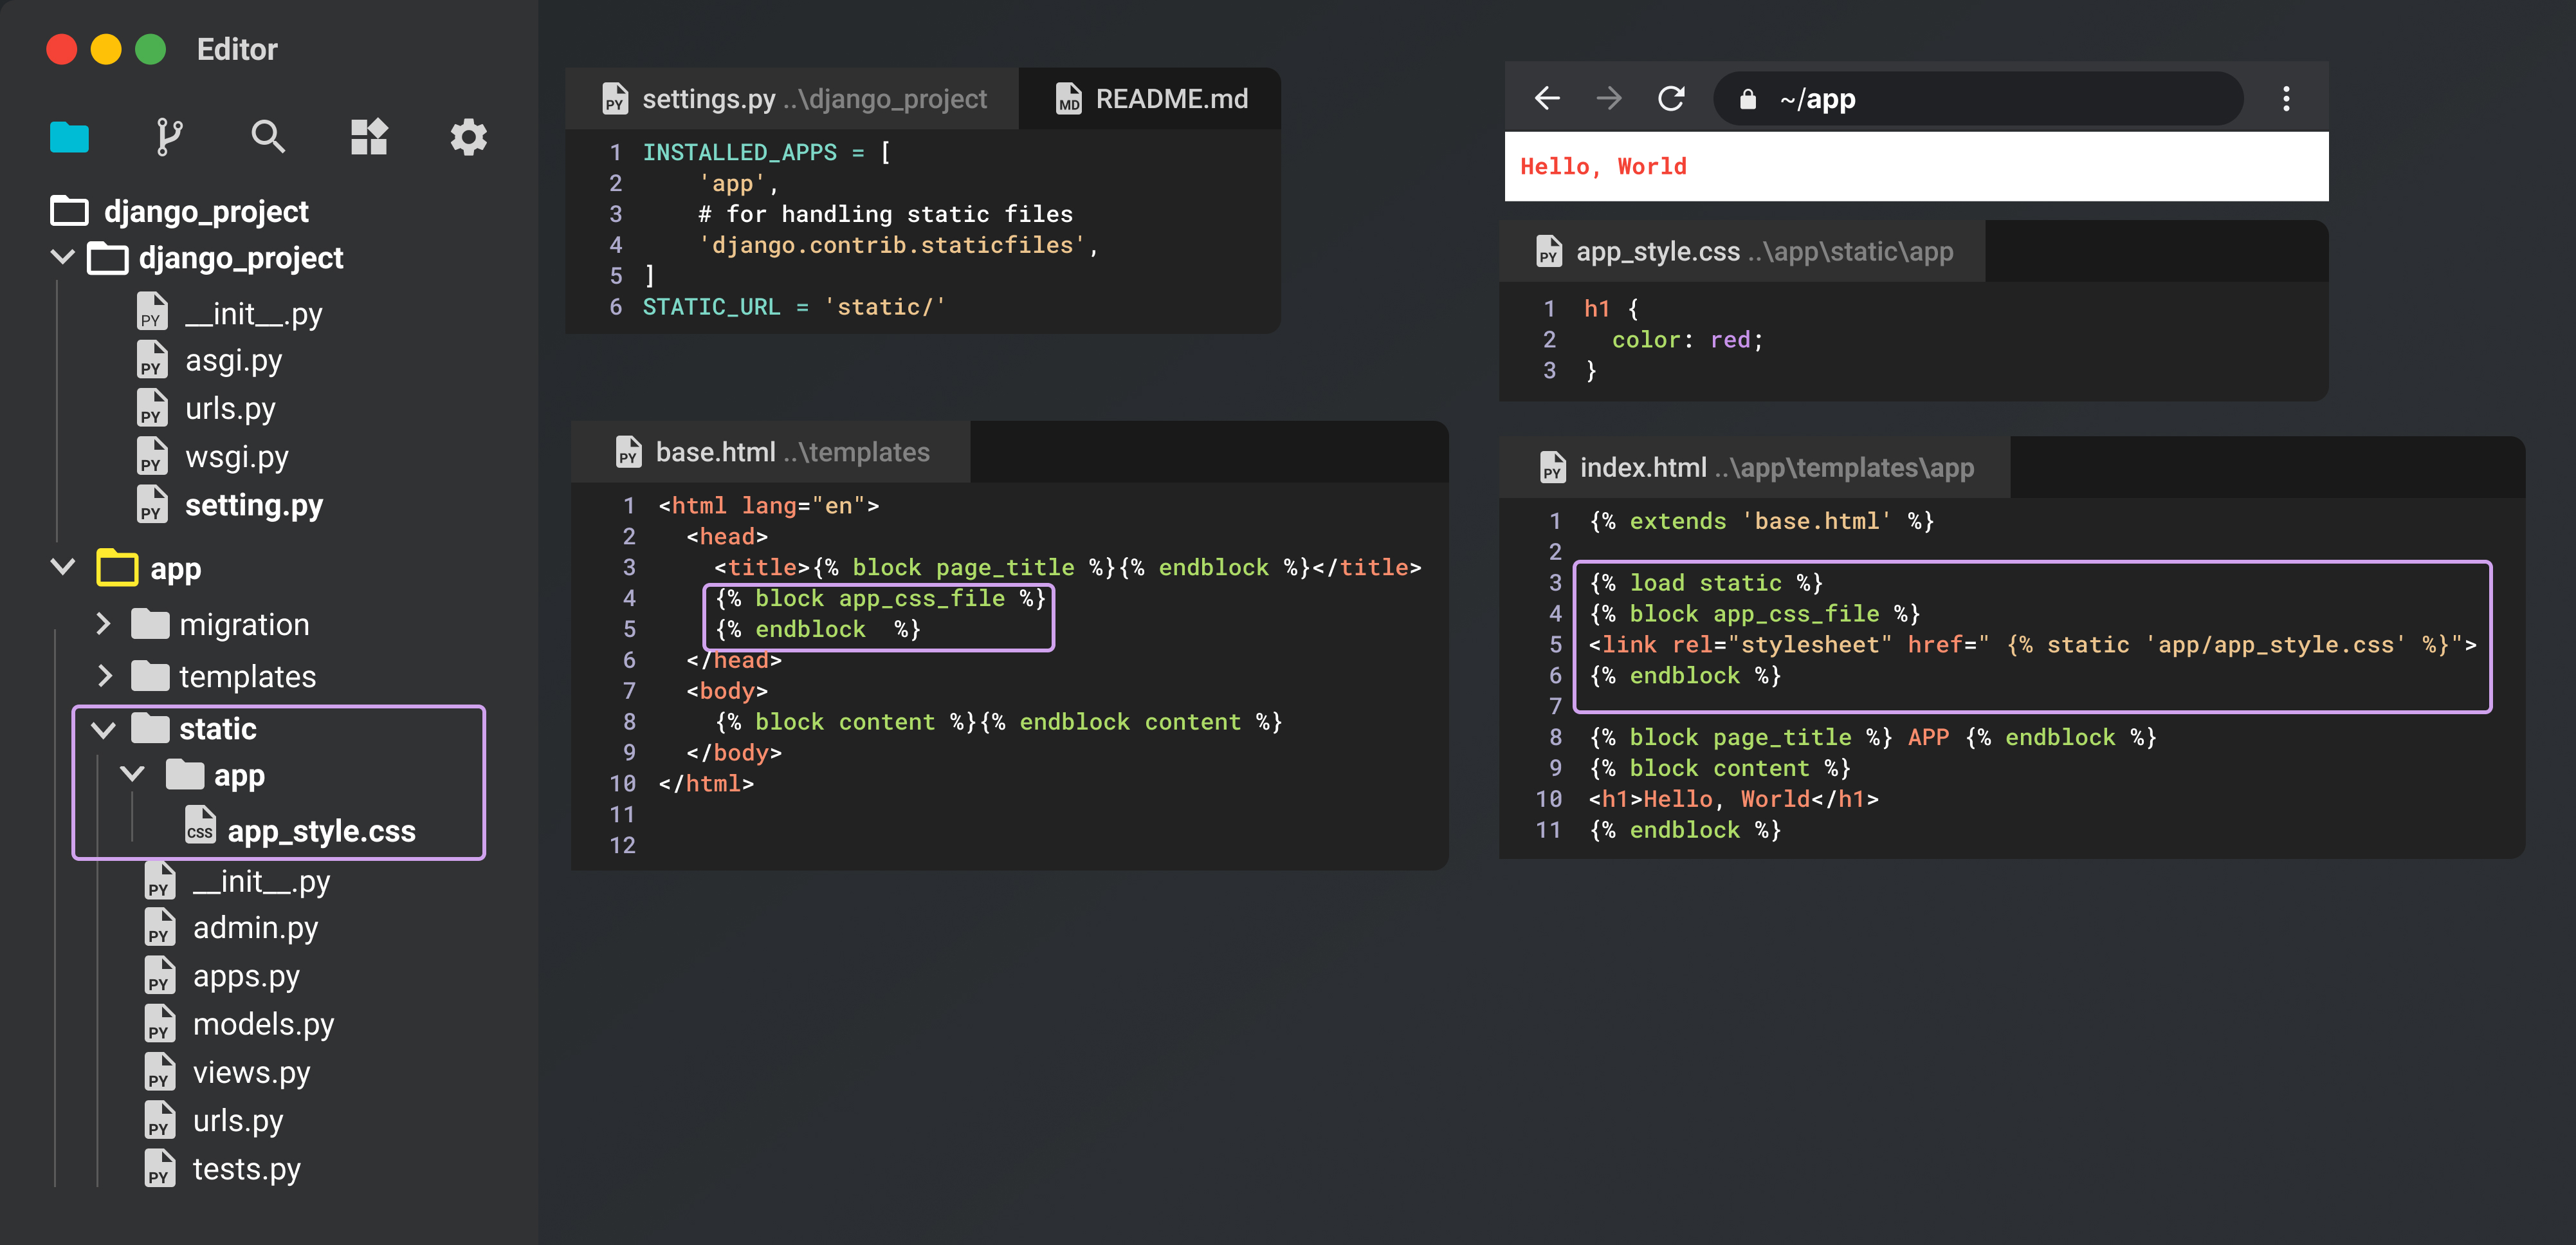 Editor
django_project
django_project
PY __init__.py
PY asgi.py
PY urls.py
PY wsgi.py
PY setting.py
app
migration
templates
static
app
CSS app_style.css
PY __init__.py
PY admin.py
PY apps.py
PY models.py
PY views.py
PY urls.py
PY tests.py
PY settings.py ..\django_project MD README.md
1 INSTALLED_APPS = [
2     'app',
3     # for handling static files
4     'django.contrib.staticfiles',
5 ]
6 STATIC_URL = 'static/'
PY base.html ..\templates
1 <html lang="en">
2   <head>
3     <title>{% block page_title %}{% endblock %}</title>
4     {% block app_css_file %}
5     {% endblock  %}
6   </head>
7   <body>
8     {% block content %}{% endblock content %}
9   </body>
10 </html>
11
12
~/app
Hello, World
PY app_style.css ..\app\static\app
1 h1 {
2   color: red;
3 }
PY index.html ..\app\templates\app
1 {% extends 'base.html' %}
2
3 {% load static %}
4 {% block app_css_file %}
5 <link rel="stylesheet" href=" {% static 'app/app_style.css' %}">
6 {% endblock %}
7
8 {% block page_title %} APP {% endblock %}
9 {% block content %}
10 <h1>Hello, World</h1>
11 {% endblock %}